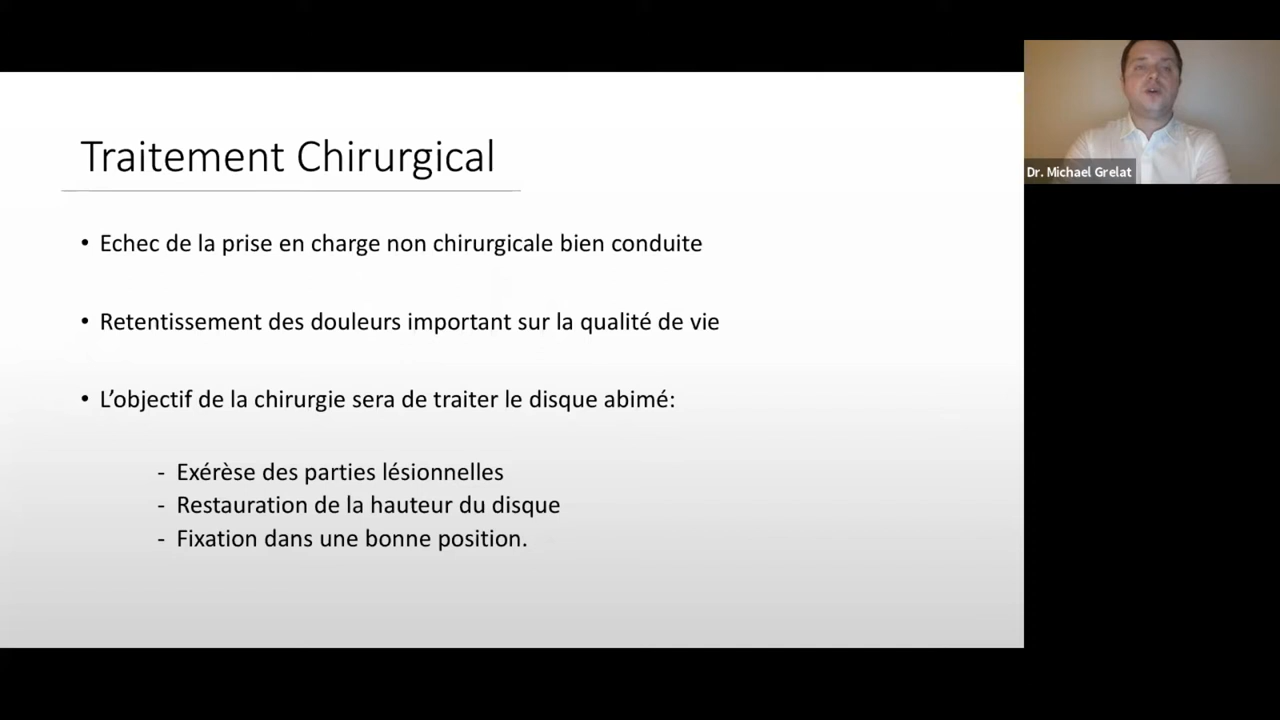 Traitement Chirurgical
• Echec de la prise en charge non chirurgicale bien conduite
• Retentissement des douleurs important sur la qualité de vie
• L’objectif de la chirurgie sera de traiter le disque abimé:
- Exérèse des parties lésionnelles
- Restauration de la hauteur du disque
- Fixation dans une bonne position.
Dr. Michael Grelat